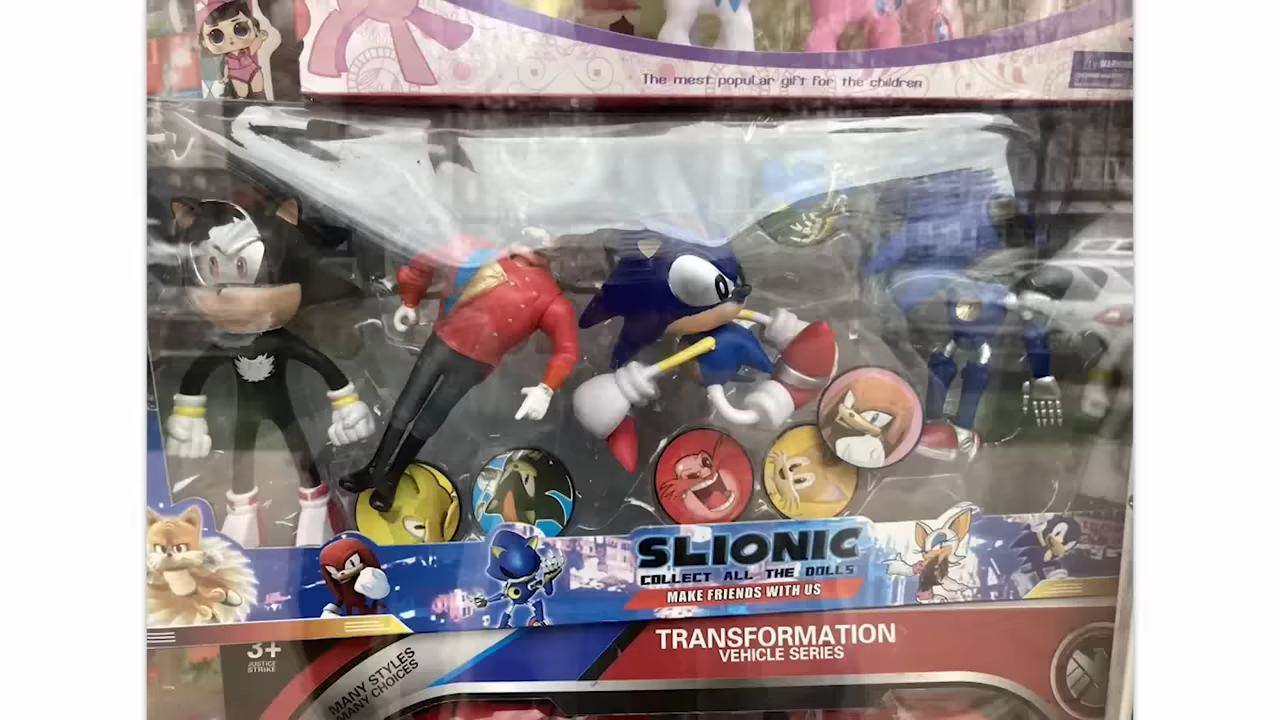 The most popular gift for the children
WARNING
SLIONIC
COLLECT ALL THE DOLLS
MAKE FRIENDS WITH US
3+
JUSTICE
STRIKE
MANY STYLES
MANY CHOICES
TRANSFORMATION
VEHICLE SERIES